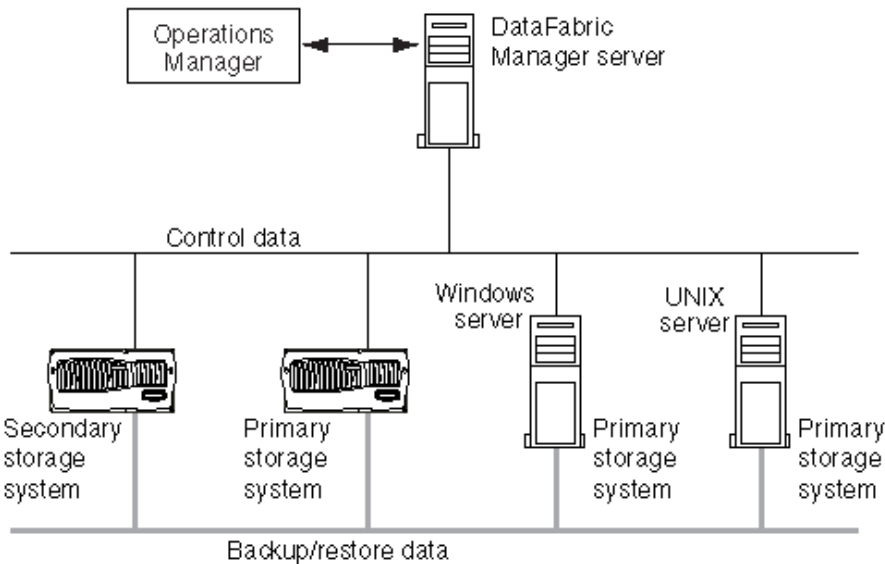 Operations
Manager
DataFabric
Manager server
Control data
Windows
server
UNIX
server
Secondary
storage
system
Primary
storage
system
Primary
storage
system
Primary
storage
system
Backup/restore data